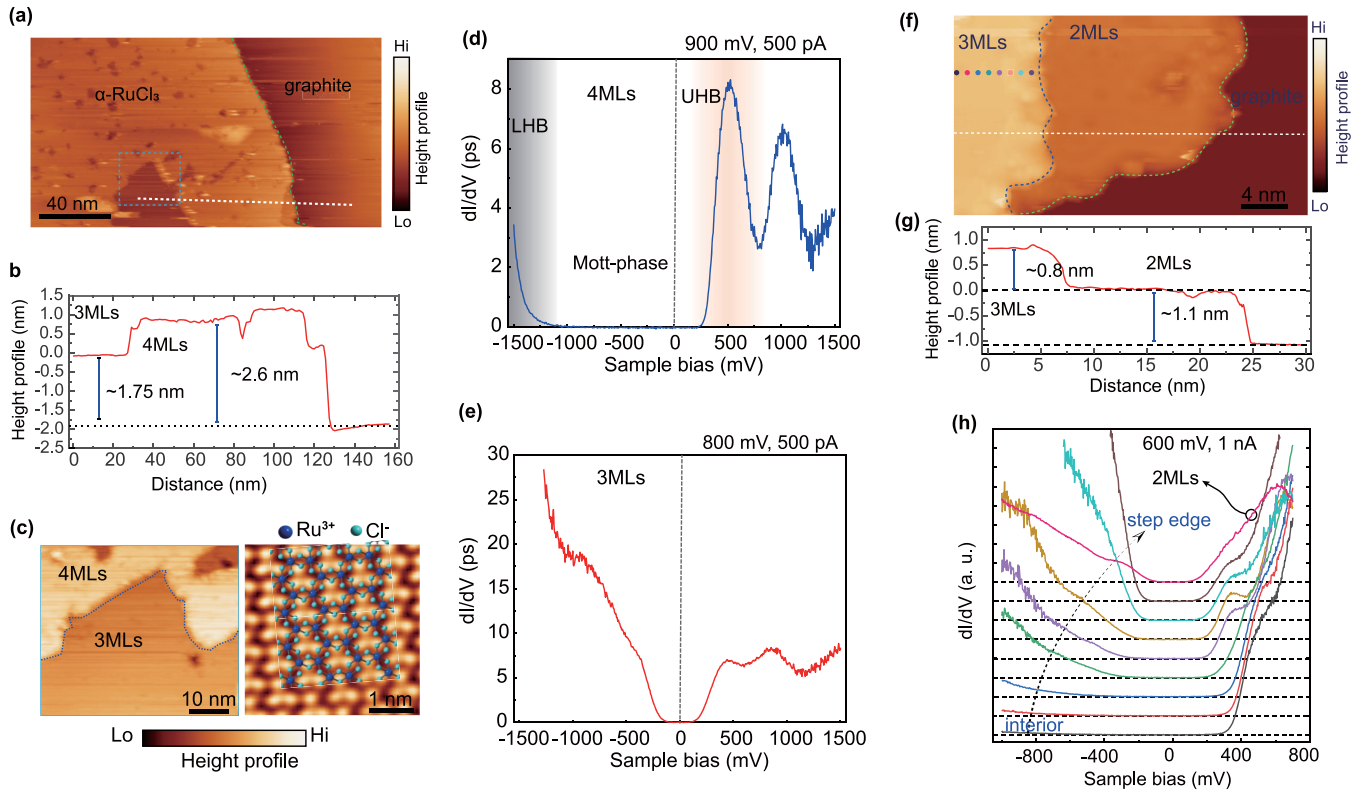 (a)
α-RuCl₃
graphite
40 nm
Hi
Height profile
Lo
b
Height profile (nm)
1.5
1.0
0.5
0.0
-0.5
-1.0
-1.5
-2.0
2.5
3MLs
4MLs
~1.75 nm
~2.6 nm
0 20 40 60 80 100 120 140 160
Distance (nm)
(c)
4MLs
3MLs
10 nm
Ru³⁺ Cl⁻
1 nm
Lo Hi
Height profile
(d)
900 mV, 500 pA
dI/dV (ps)
8
6
4
2
0
LHB
4MLs
UHB
Mott-phase
-1500 -1000 -500 0 500 1000 1500
Sample bias (mV)
(e)
800 mV, 500 pA
dI/dV (ps)
35
30
25
20
15
10
5
0
3MLs
-1500 -1000 -500 0 500 1000 1500
Sample bias (mV)
(f)
3MLs
2MLs
graphite
4 nm
Hi
Height profile
Lo
(g)
Height profile (nm)
1.0
0.5
0.0
-1.0
~0.8 nm
2MLs
3MLs
~1.1 nm
0 5 10 15 20 25 30
Distance (nm)
(h)
600 mV, 1 nA
2MLs
step edge
interior
dI/dV (a. u.)
-800 -400 0 400 800
Sample bias (mV)